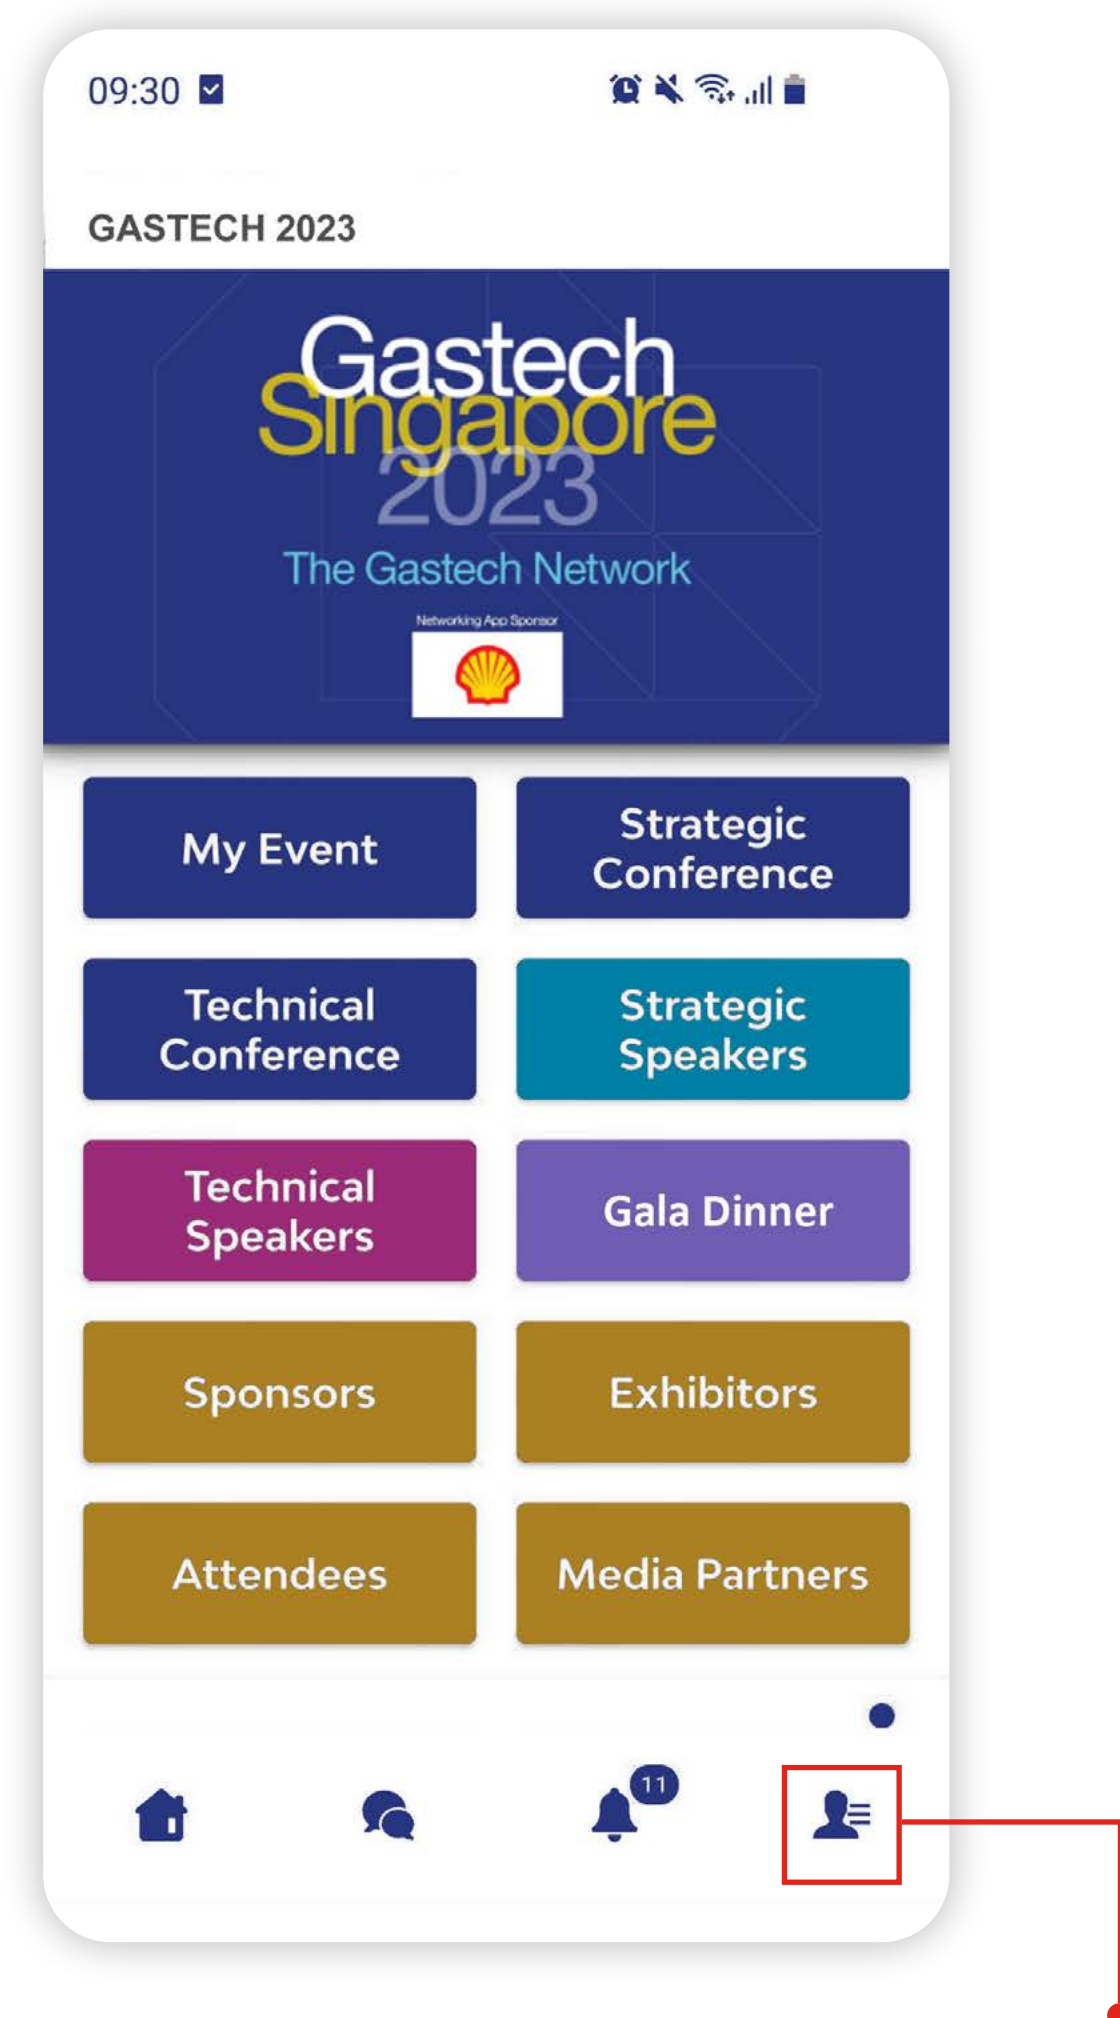 09:30
GASTECH 2023
Gastech
Singapore
2023
The Gastech Network
Networking App Sponsor
My Event
Strategic
Conference
Technical
Conference
Strategic
Speakers
Technical
Speakers
Gala Dinner
Sponsors
Exhibitors
Attendees
Media Partners
11